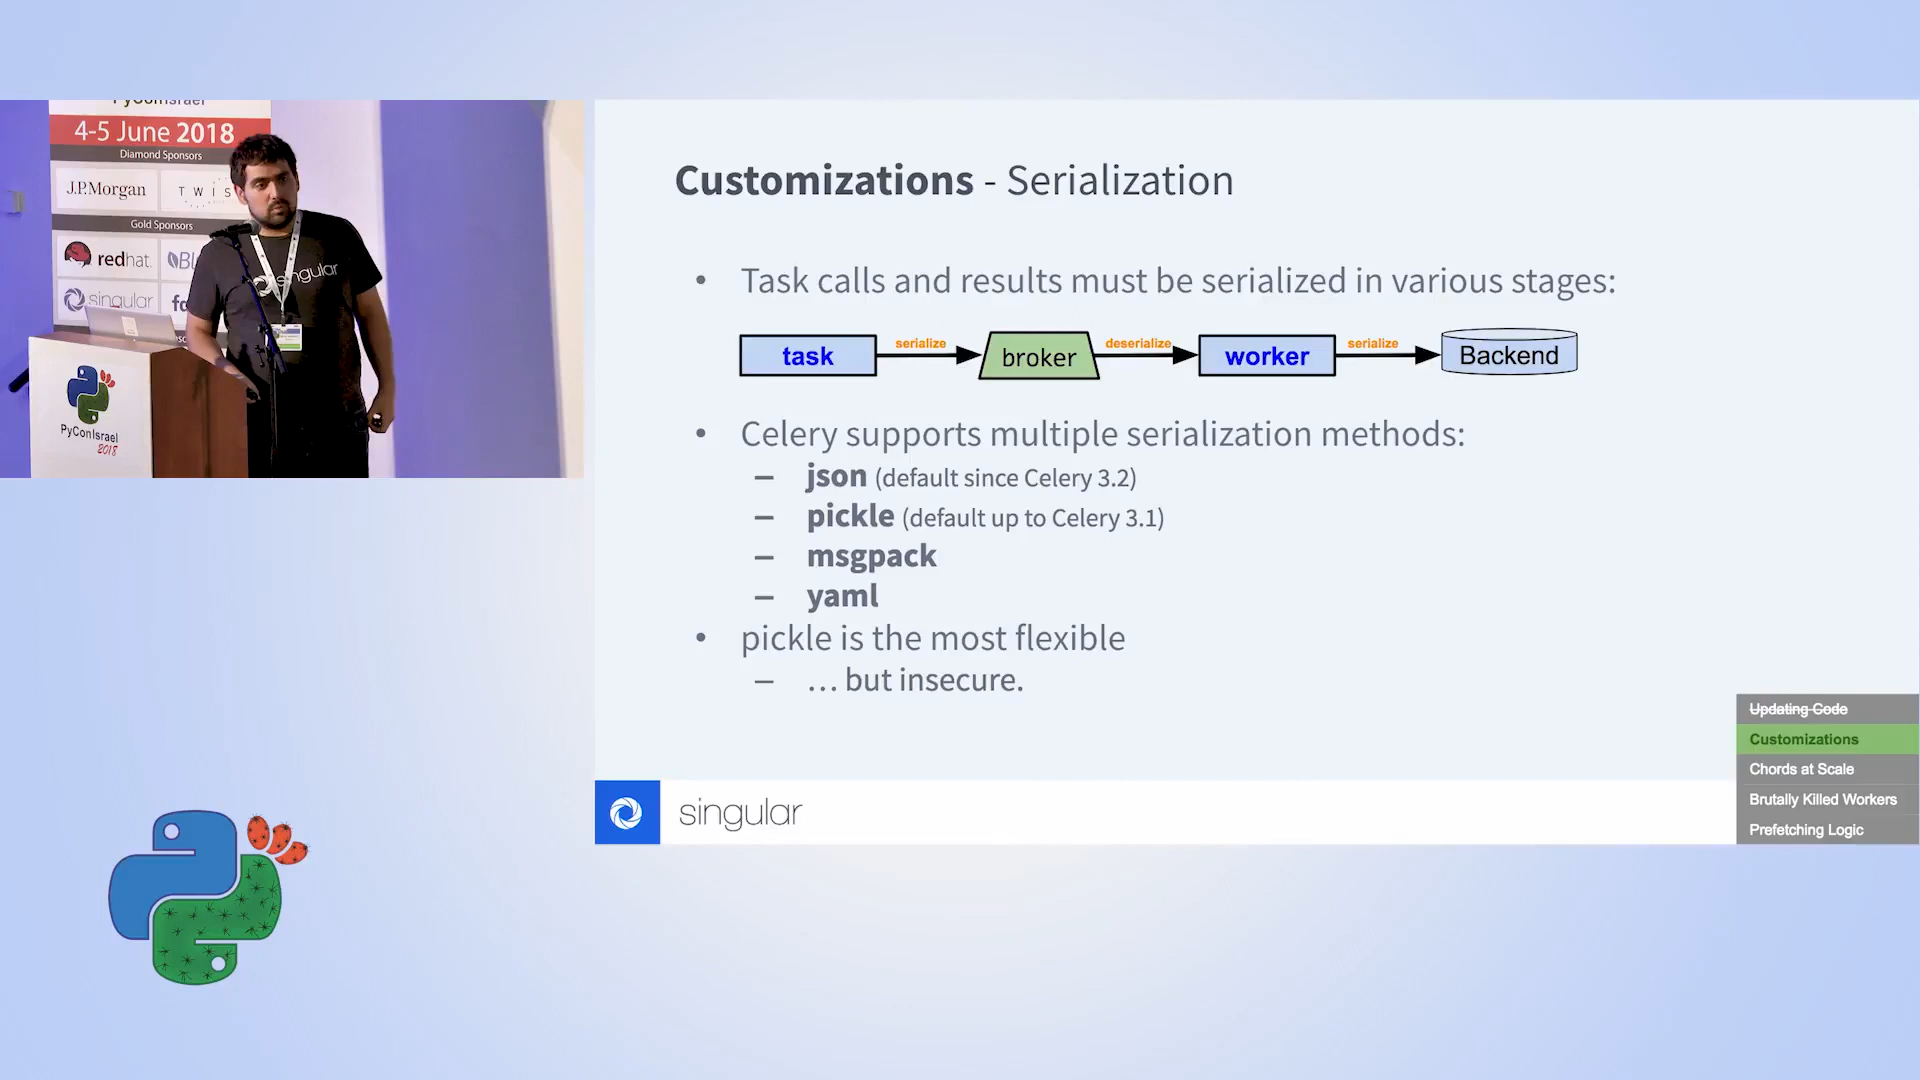 PyConIsrael
4-5 June 2018
Diamond Sponsors
J.P.Morgan
TWIS
Gold Sponsors
redhat.
singular
singular
PyConIsrael
2018
Customizations - Serialization
• Task calls and results must be serialized in various stages:
task serialize broker deserialize worker serialize Backend
• Celery supports multiple serialization methods:
– json (default since Celery 3.2)
– pickle (default up to Celery 3.1)
– msgpack
– yaml
• pickle is the most flexible
– … but insecure.
Updating Code
Customizations
Chords at Scale
Brutally Killed Workers
Prefetching Logic
singular